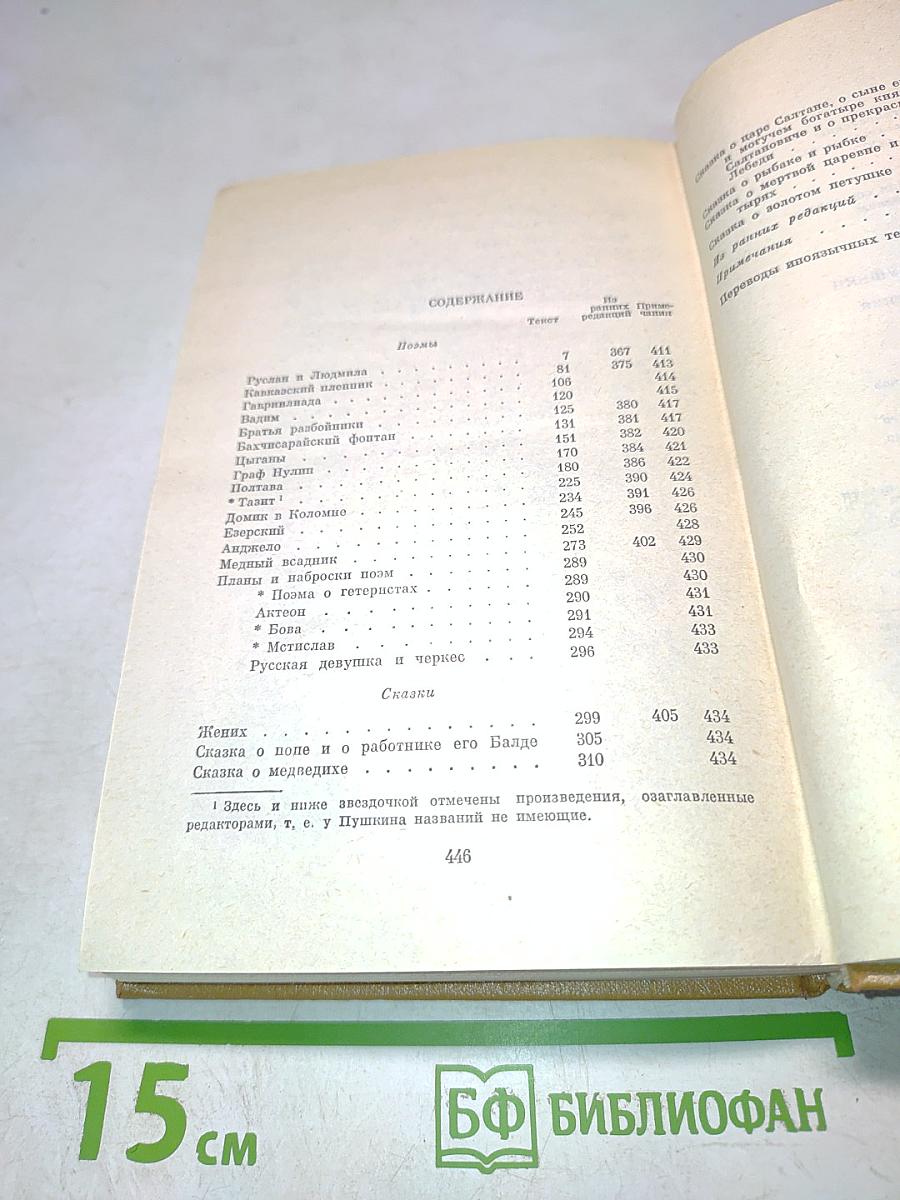 СОДЕРЖАНИЕ
Текст Из ранних редакций Примечания
Поэмы
Руслан и Людмила . . . . . . . . . 7 367 411
Кавказский пленник . . . . . . . . . 81 375 413
Гавриилиада . . . . . . . . . 106 414
Вадим . . . . . . . . . 120 415
Братья разбойники . . . . . . . . . 125 380 417
Бахчисарайский фонтан . . . . . . . 131 381 417
Цыганы . . . . . . . . . 151 382 420
Граф Нулин . . . . . . . . . 170 384 421
Полтава . . . . . . . . . 180 386 422
* Тазит ¹ . . . . . . . . . 225 390 424
Домик в Коломне . . . . . . . . . 234 391 426
Езерский . . . . . . . . . 245 396 426
Анджело . . . . . . . . . 252 428
Медный всадник . . . . . . . . . 273 402 429
Планы и наброски поэм . . . . . . . 289 430
* Поэма о гетеристах . . . . . . 289 430
Актеон . . . . . . . . . 290 431
* Бова . . . . . . . . . 291 431
* Мстислав . . . . . . . . . 294 433
Русская девушка и черкес . . . 296 433
Сказки
Жених . . . . . . . . . . . . . . 299 405 434
Сказка о попе и о работнике его Балде 305 434
Сказка о медведихе . . . . . . . . . 310 434
¹ Здесь и ниже звездочкой отмечены произведения, озаглавленные
редакторами, т. е. у Пушкина названий не имеющие.
446
Сказка о царе Салтане, о сыне е
и могучем богатыре кня
Салтановиче и о прекрас
Лебеди . . . .
Сказка о рыбаке и рыбке .
Сказка о мертвой царевне и
тырях . . . . .
Сказка о золотом петушке
Из ранних редакций . .
Примечания . . . . .
Переводы иноязычных те
15 см
БФ БИБЛИОФАН